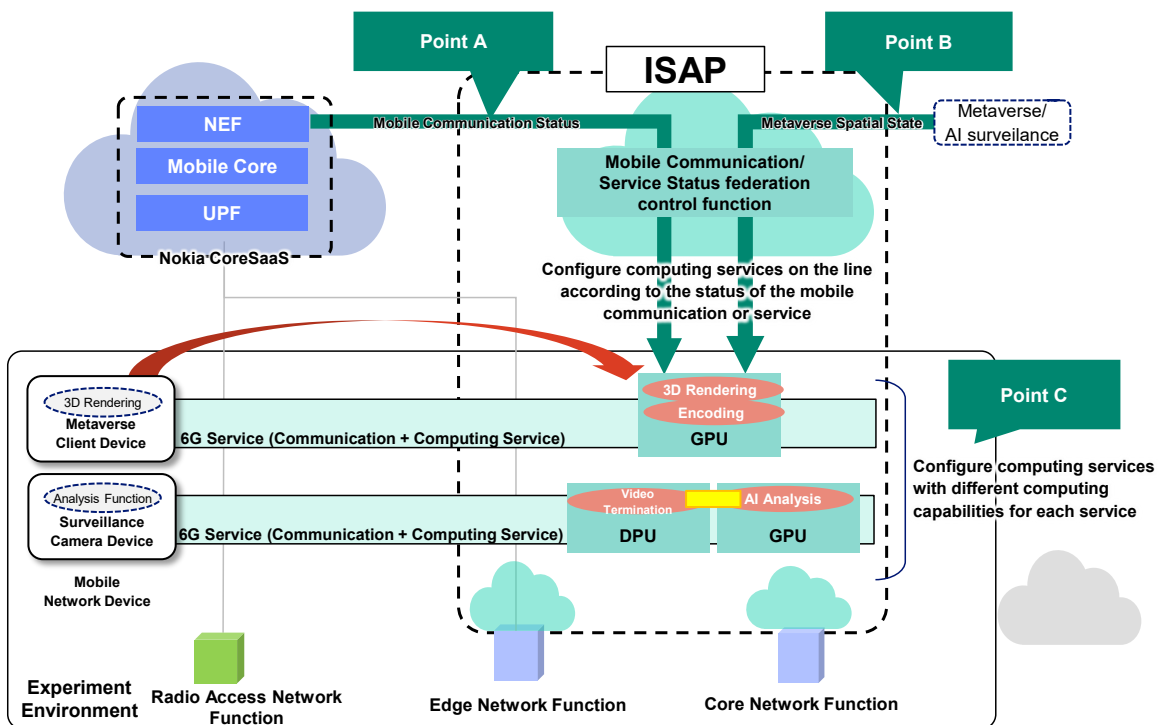 Point A
Point B
ISAP
NEF
Mobile Communication Status
Metaverse Spatial State
Metaverse/
AI surveilance
Mobile Core
UPF
Nokia CoreSaaS
Mobile Communication/
Service Status federation
control function
Configure computing services on the line
according to the status of the mobile
communication or service
3D Rendering
Metaverse
Client Device
6G Service (Communication + Computing Service)
3D Rendering
Encoding
GPU
Point C
Configure computing services
with different computing
capabilities for each service
Analysis Function
Surveillance
Camera Device
6G Service (Communication + Computing Service)
Video
Termination
DPU
AI Analysis
GPU
Mobile
Network Device
Experiment
Environment
Radio Access Network
Function
Edge Network Function
Core Network Function